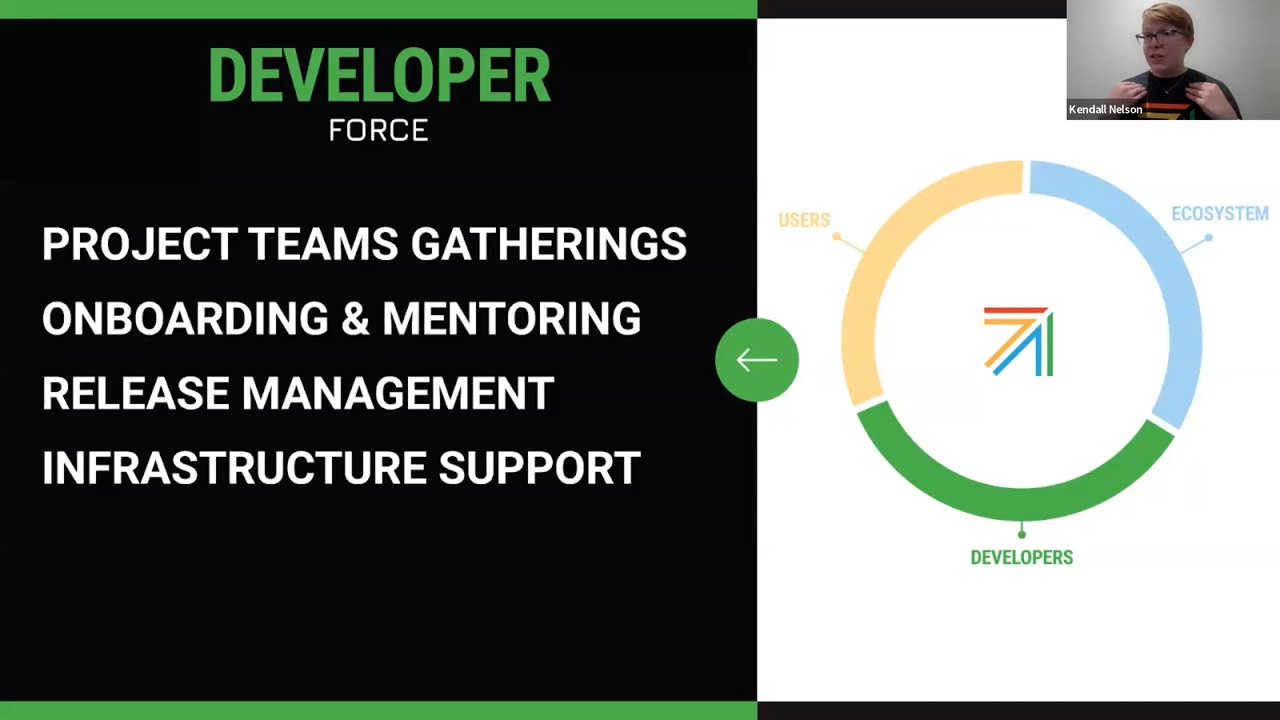 DEVELOPER
FORCE
PROJECT TEAMS GATHERINGS
ONBOARDING & MENTORING
RELEASE MANAGEMENT
INFRASTRUCTURE SUPPORT
Kendall Nelson
USERS
ECOSYSTEM
DEVELOPERS